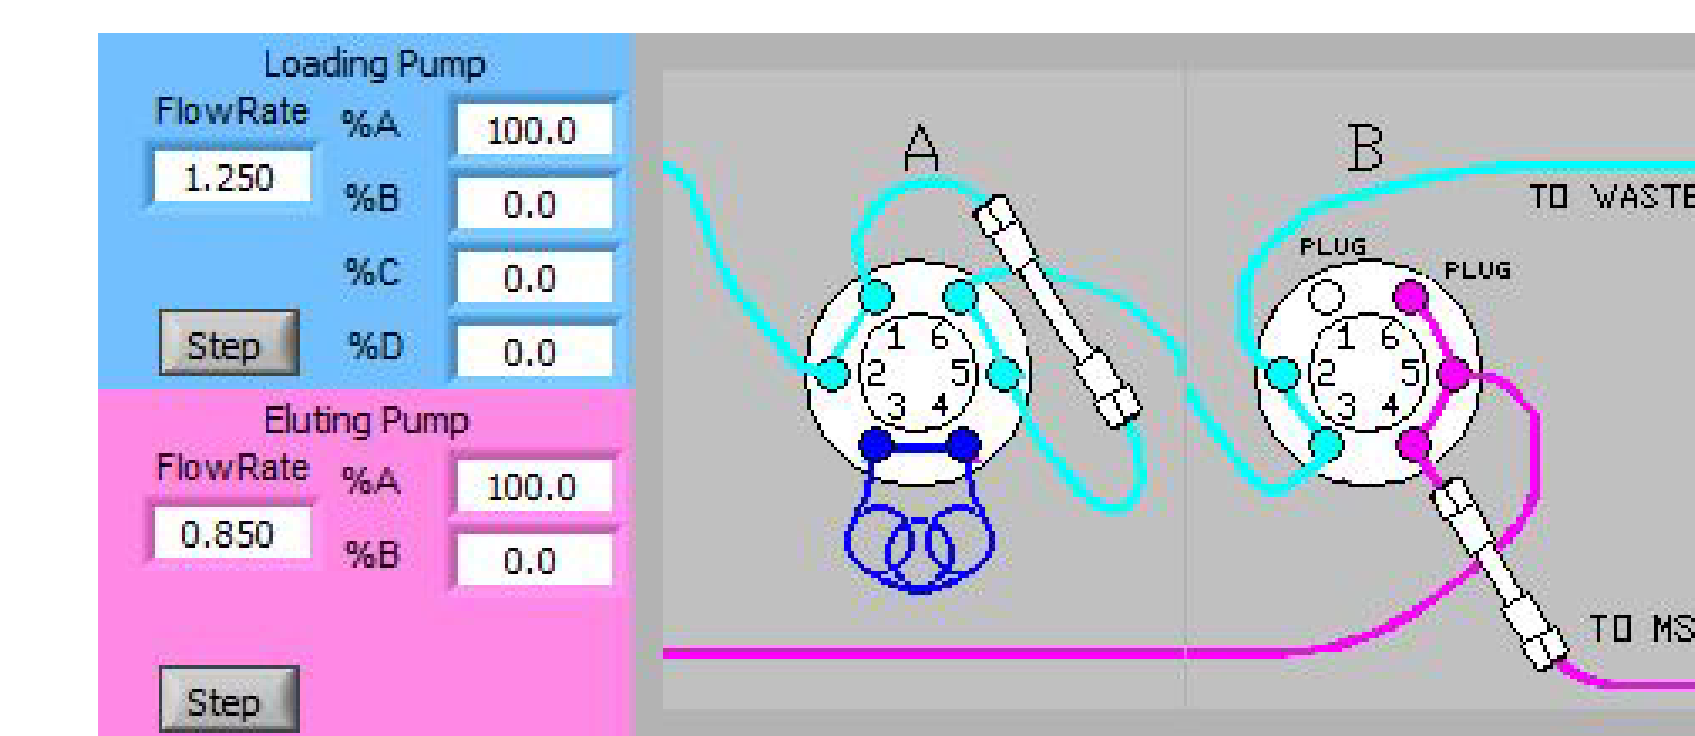 Loading Pump
FlowRate %A 100.0
1.250
%B 0.0
%C 0.0
Step %D 0.0
Eluting Pump
FlowRate %A 100.0
0.850
%B 0.0
Step
A
1 6
2 5
3 4
B
TO WASTE
PLUG
PLUG
1 6
2 5
3 4
TO MS